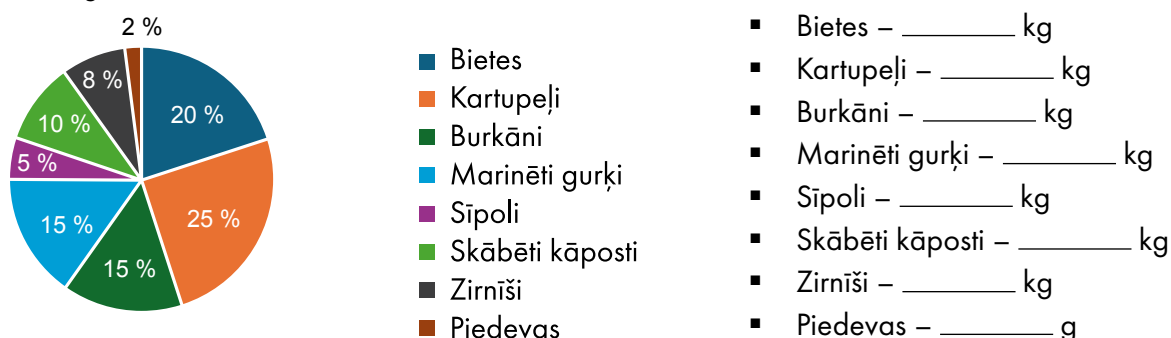 2 %
8 %
20 %
10 %
5 %
25 %
15 %
15 %
Bietes
Kartupeļi
Burkāni
Marinēti gurķi
Sīpoli
Skābēti kāposti
Zirnīši
Piedevas
▪ Bietes – ________ kg
▪ Kartupeļi – ________ kg
▪ Burkāni – ________ kg
▪ Marinēti gurķi – ________ kg
▪ Sīpoli – ________ kg
▪ Skābēti kāposti – ________ kg
▪ Zirnīši – ________ kg
▪ Piedevas – ________ g